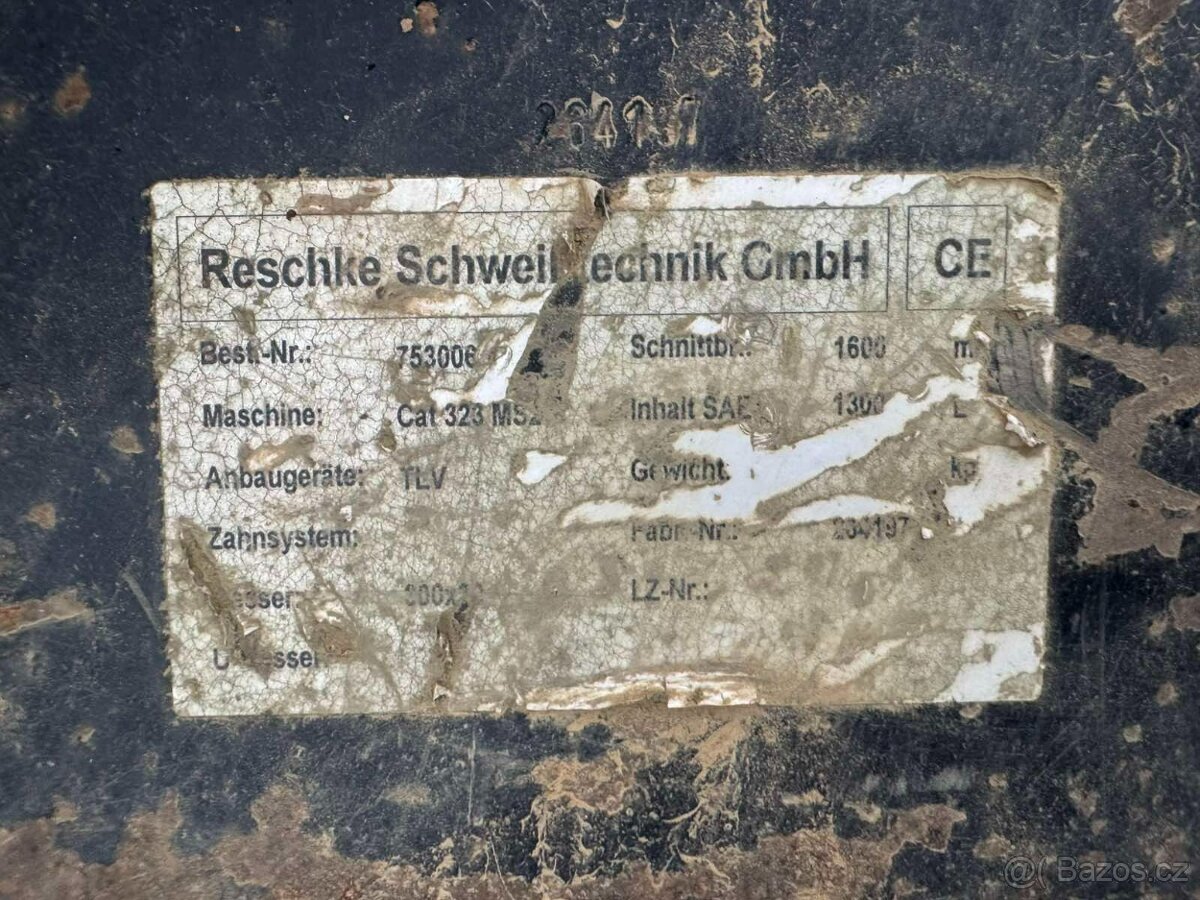 264197
Reschke Schweißtechnik GmbH CE
Best.-Nr.: 753006 Schnittbr.: 1600
Maschine: Cat 323 MS2 Inhalt SAE: 1300 L
Anbaugeräte: TLV Gewicht: kg
Zahnsystem: Fabr.-Nr.: 264197
LZ-Nr.:
@ Bazos.cz